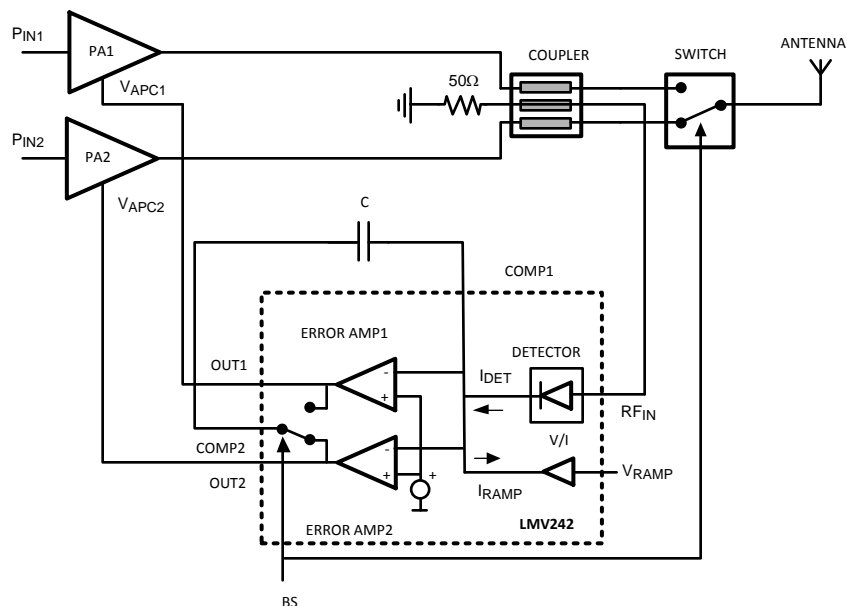 ANTENNA
PIN1
PA1
COUPLER
SWITCH
50Ω
VAPC1
PIN2
PA2
VAPC2
C
COMP1
ERROR AMP1
OUT1
DETECTOR
IDET
-
+
RFIN
V/I
COMP2
-
+
+
VRAMP
OUT2
IRAMP
LMV242
ERROR AMP2
BS